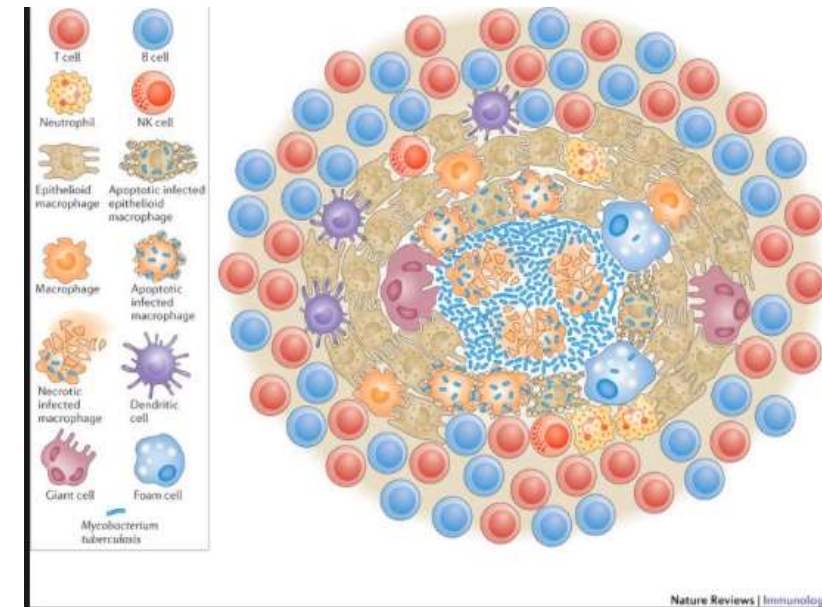 T cell
B cell
Neutrophil
NK cell
Epithelioid
macrophage
Apoptotic infected
epithelioid
macrophage
Macrophage
Apoptotic
infected
macrophage
Necrotic
infected
macrophage
Dendritic
cell
Giant cell
Foam cell
Mycobacterium
tuberculosis
Nature Reviews | Immunolog